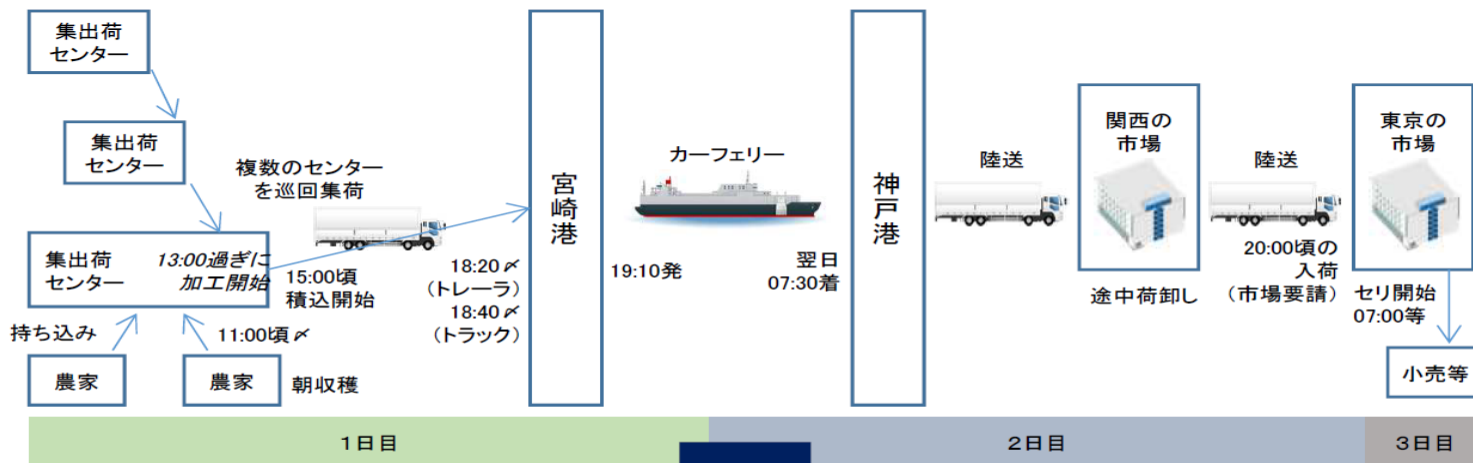 集出荷
センター
集出荷
センター
複数のセンター
を巡回集荷
集出荷
センター
13:00過ぎに
加工開始
15:00頃
積込開始
18:20〆
（トレーラ）
18:40〆
（トラック）
持ち込み
11:00頃〆
農家
農家
朝収穫
宮崎港
カーフェリー
19:10発
翌日
07:30着
神戸港
陸送
関西の
市場
途中荷卸し
陸送
20:00頃の
入荷
（市場要請）
東京の
市場
セリ開始
07:00等
小売等
1日目
2日目
3日目